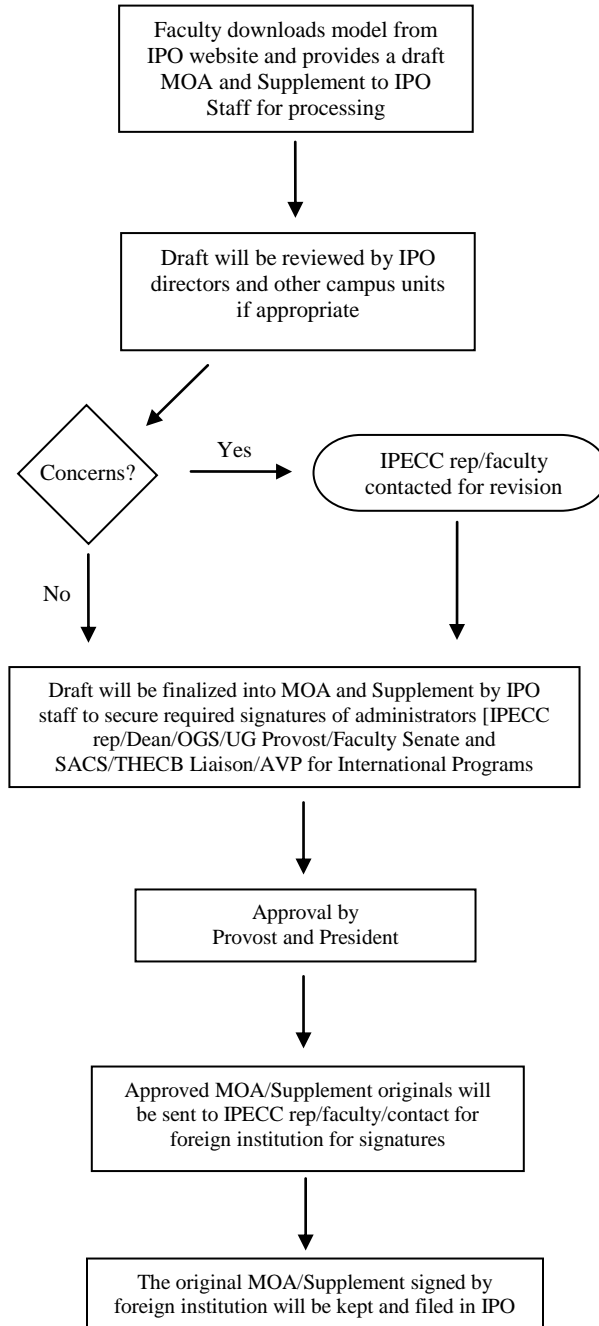 Faculty downloads model from
IPO website and provides a draft
MOA and Supplement to IPO
Staff for processing
Draft will be reviewed by IPO
directors and other campus units
if appropriate
Concerns?
Yes
IPECC rep/faculty
contacted for revision
No
Draft will be finalized into MOA and Supplement by IPO
staff to secure required signatures of administrators [IPECC
rep/Dean/OGS/UG Provost/Faculty Senate and
SACS/THECB Liaison/AVP for International Programs
Approval by
Provost and President
Approved MOA/Supplement originals will
be sent to IPECC rep/faculty/contact for
foreign institution for signatures
The original MOA/Supplement signed by
foreign institution will be kept and filed in IPO